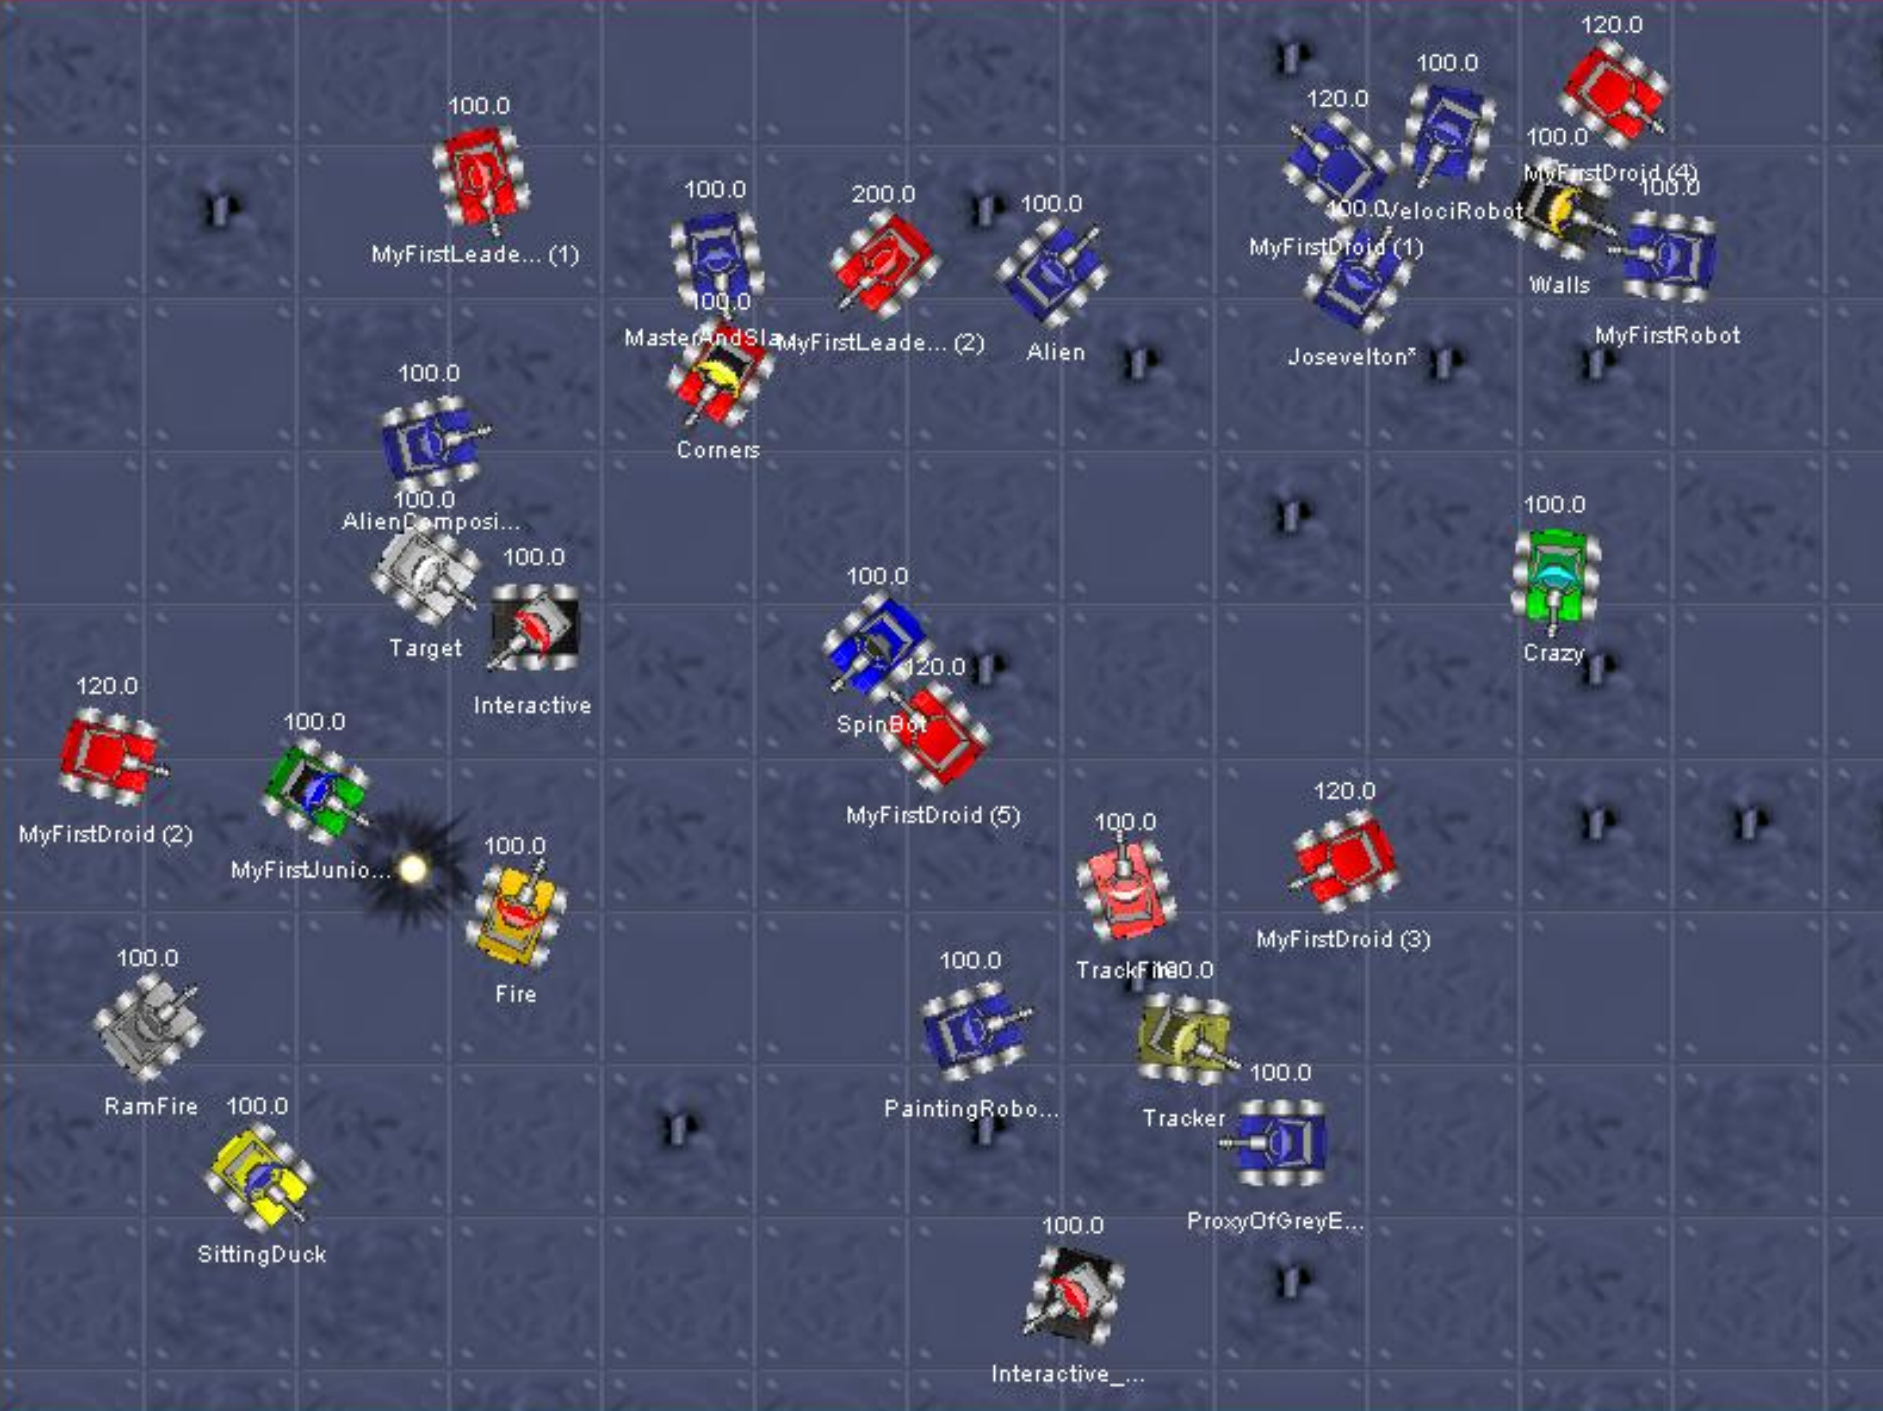 120.0
100.0
120.0
100.0
100.0
100.0
MyFirstDroid (4)
100.0
100.0
200.0
100.0
100.0
VelociRobot
MyFirstDroid (1)
MyFirstLeade... (1)
Walls
100.0
MasterAndSla
MyFirstLeade... (2)
Alien
Josevelton*
MyFirstRobot
100.0
Corners
100.0
AlienComposi...
100.0
100.0
100.0
Target
Crazy
120.0
120.0
Interactive
100.0
SpinBot
MyFirstDroid (2)
MyFirstDroid (5)
120.0
100.0
100.0
MyFirstJunio...
MyFirstDroid (3)
100.0
100.0
TrackFire
100.0
Fire
100.0
RamFire
100.0
PaintingRobo...
Tracker
ProxyOfGreyE...
100.0
SittingDuck
Interactive_...